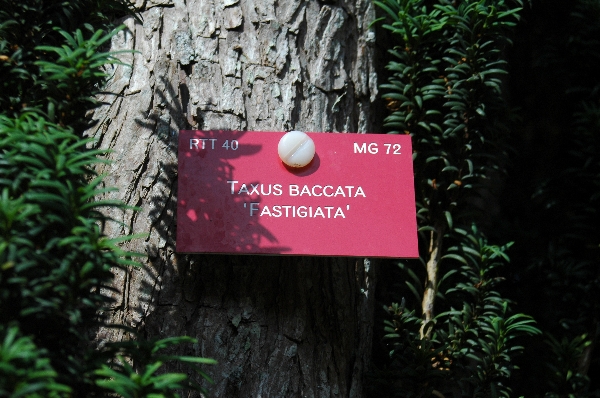 RTT 40 MG 72
TAXUS BACCATA
'FASTIGIATA'